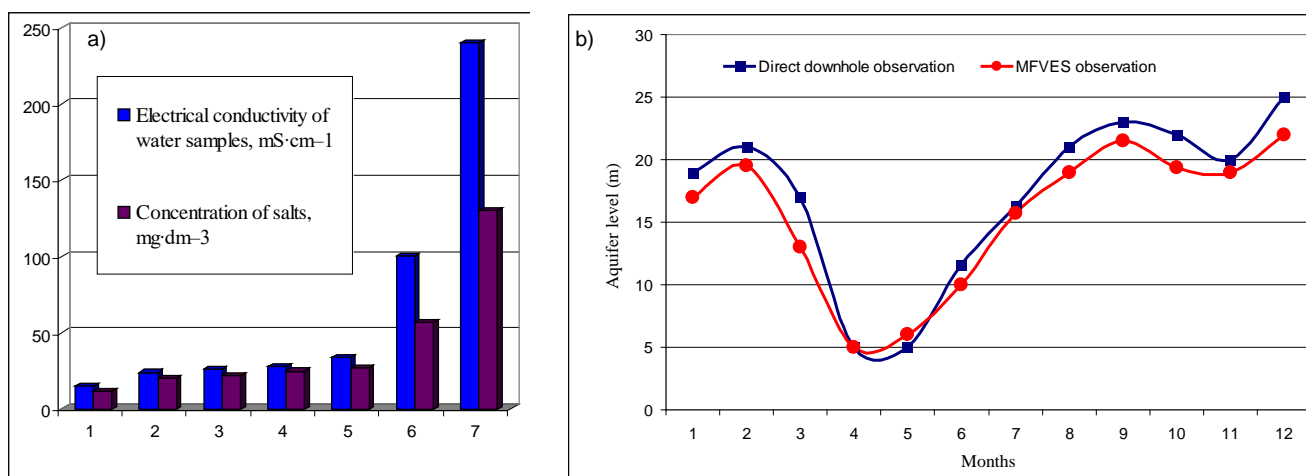 a)
250
200
150
100
50
0
Electrical conductivity of
water samples, mS·cm–1
Concentration of salts,
mg·dm–3
1 2 3 4 5 6 7
b)
30
25
20
15
10
5
0
Aquifer level (m)
Direct downhole observation
MFVES observation
1 2 3 4 5 6 7 8 9 10 11 12
Months